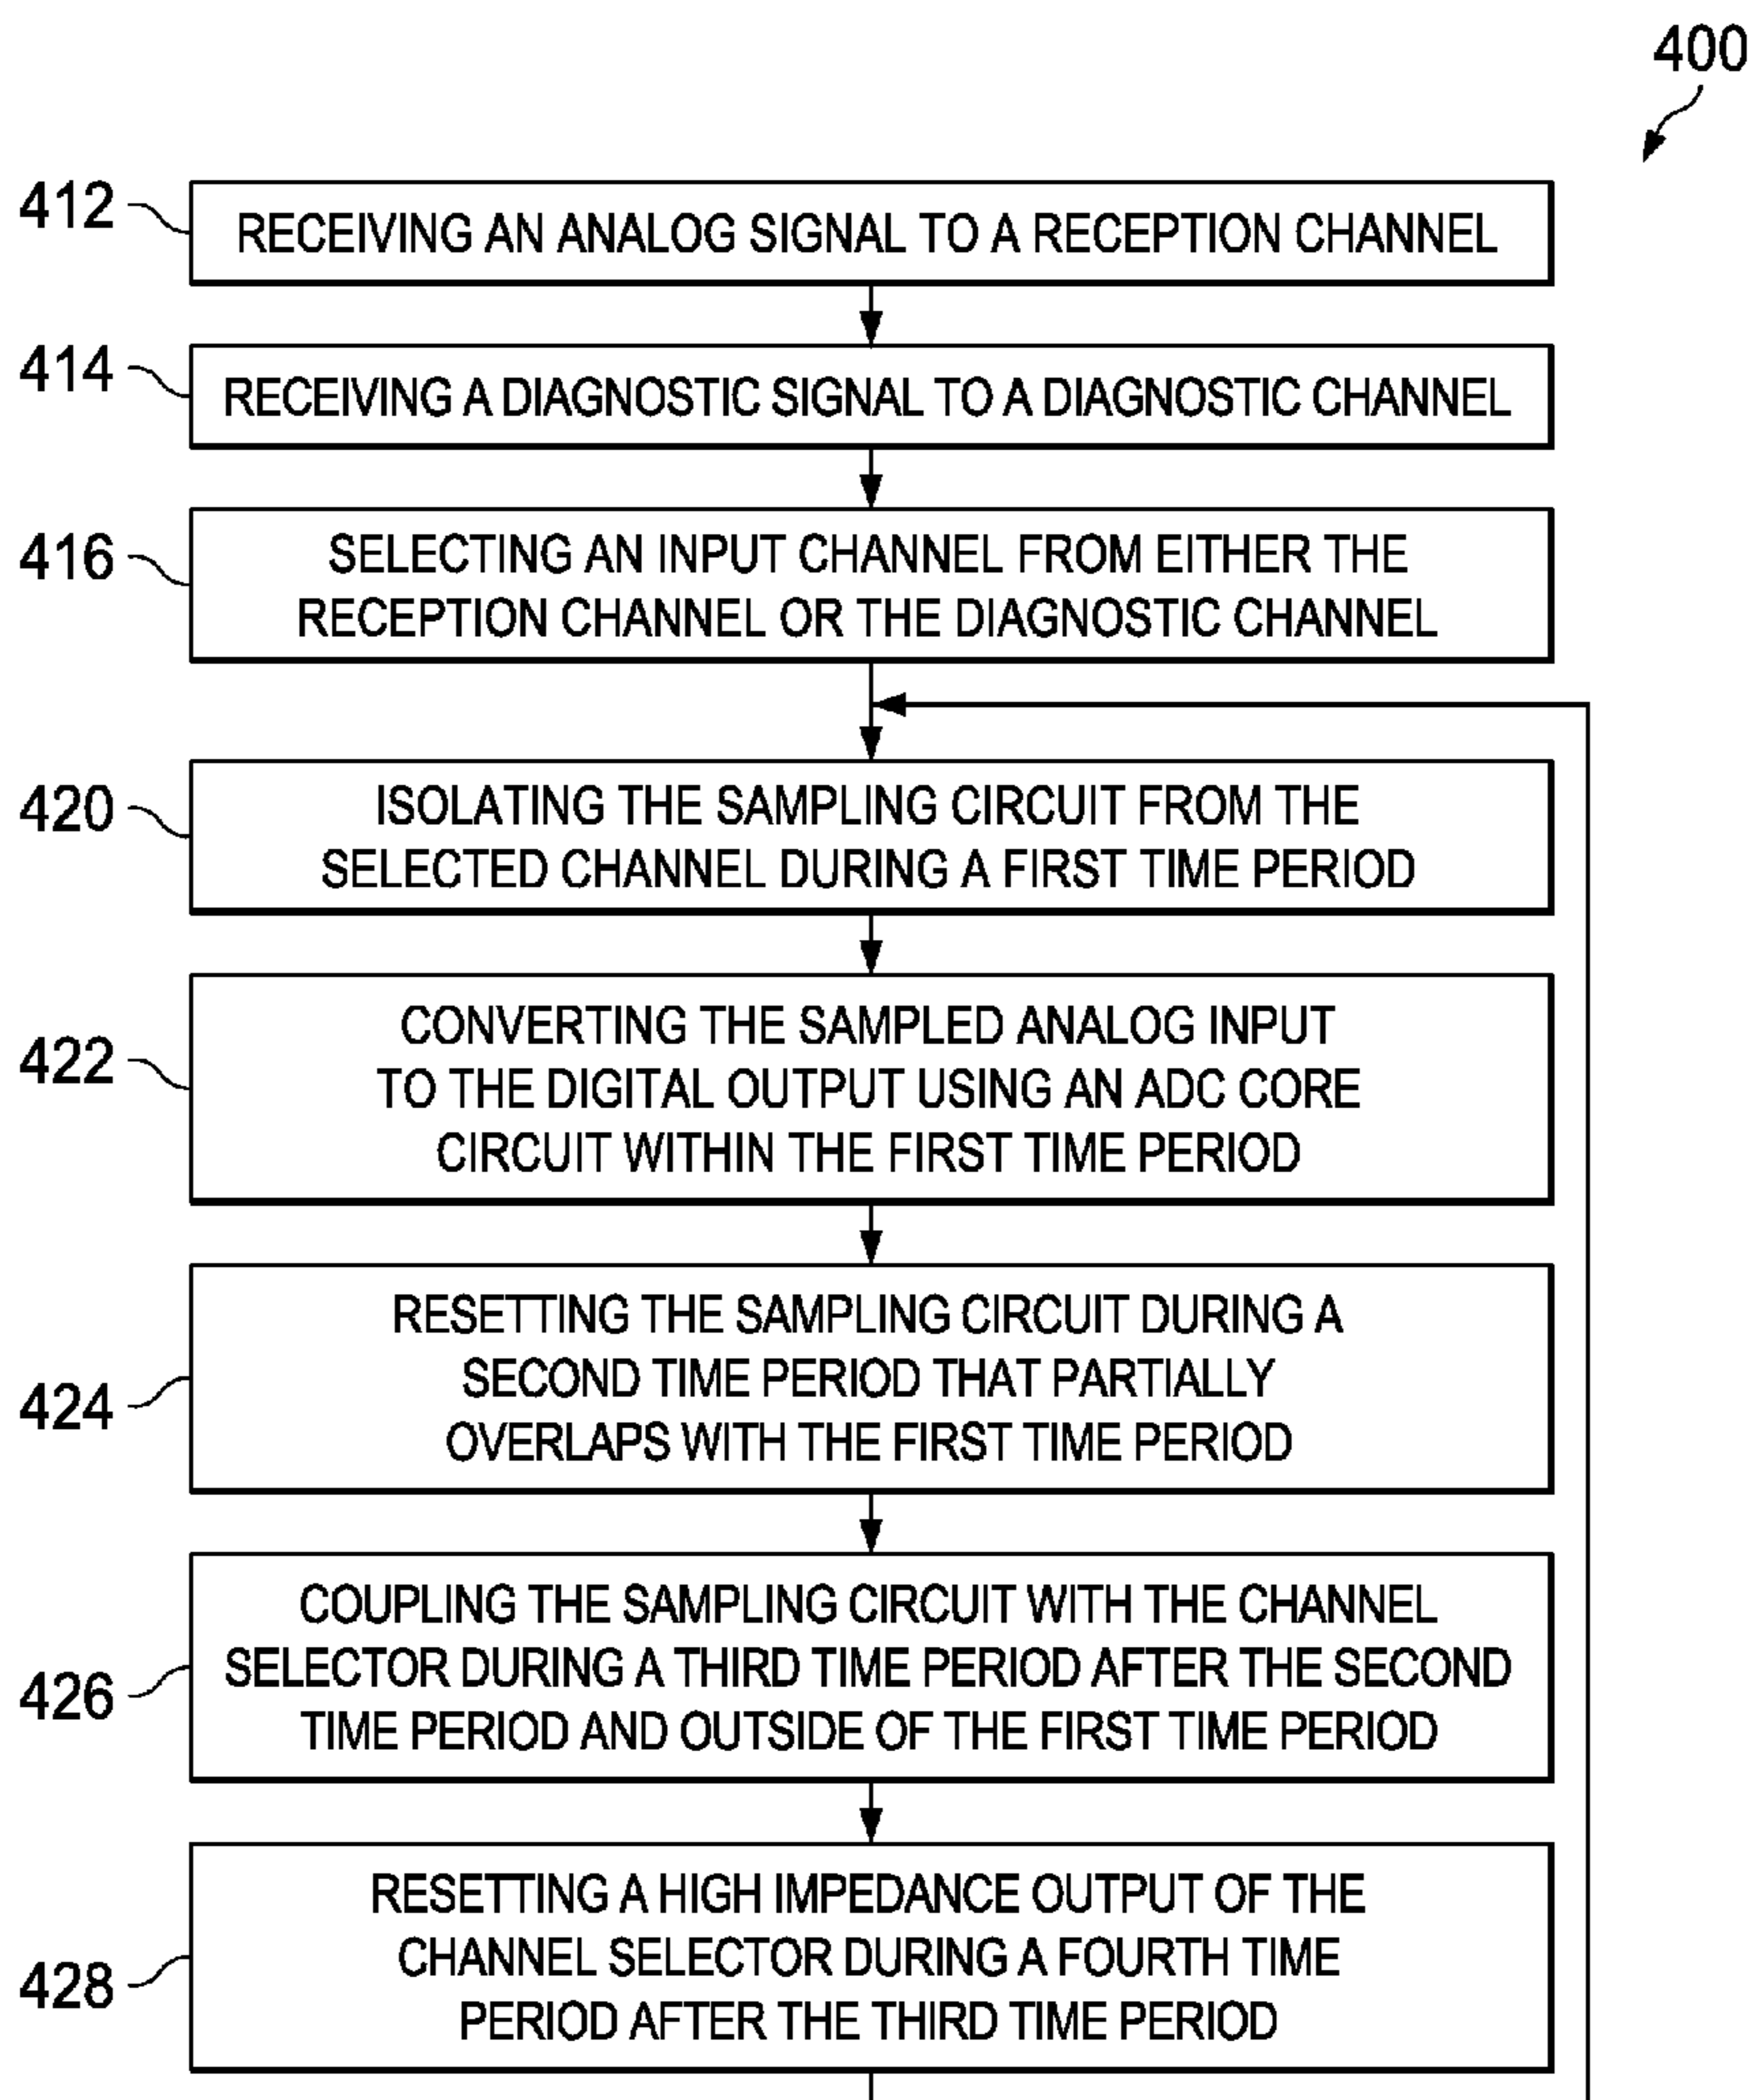 400
412
RECEIVING AN ANALOG SIGNAL TO A RECEPTION CHANNEL
414
RECEIVING A DIAGNOSTIC SIGNAL TO A DIAGNOSTIC CHANNEL
416
SELECTING AN INPUT CHANNEL FROM EITHER THE
RECEPTION CHANNEL OR THE DIAGNOSTIC CHANNEL
420
ISOLATING THE SAMPLING CIRCUIT FROM THE
SELECTED CHANNEL DURING A FIRST TIME PERIOD
422
CONVERTING THE SAMPLED ANALOG INPUT
TO THE DIGITAL OUTPUT USING AN ADC CORE
CIRCUIT WITHIN THE FIRST TIME PERIOD
424
RESETTING THE SAMPLING CIRCUIT DURING A
SECOND TIME PERIOD THAT PARTIALLY
OVERLAPS WITH THE FIRST TIME PERIOD
426
COUPLING THE SAMPLING CIRCUIT WITH THE CHANNEL
SELECTOR DURING A THIRD TIME PERIOD AFTER THE SECOND
TIME PERIOD AND OUTSIDE OF THE FIRST TIME PERIOD
428
RESETTING A HIGH IMPEDANCE OUTPUT OF THE
CHANNEL SELECTOR DURING A FOURTH TIME
PERIOD AFTER THE THIRD TIME PERIOD